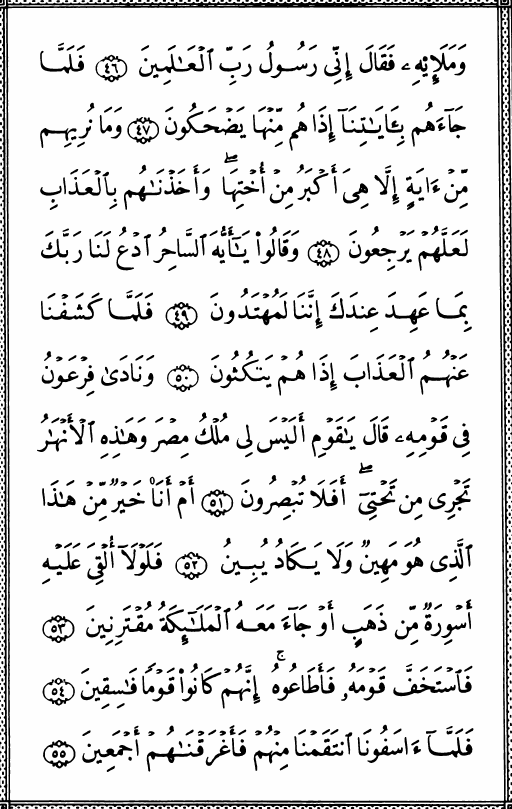 وَمَلَإِيْهِۦ فَقَالَ إِنِّى رَسُولُ رَبِّ ٱلْعَٰلَمِينَ ٤٦ فَلَمَّا
جَآءَهُم بِـَٔايَٰتِنَآ إِذَا هُم مِّنْهَا يَضْحَكُونَ ٤٧ وَمَا نُرِيهِم
مِّنْ ءَايَةٍ إِلَّا هِىَ أَكْبَرُ مِنْ أُخْتِهَا ۖ وَأَخَذْنَٰهُم بِٱلْعَذَابِ
لَعَلَّهُمْ يَرْجِعُونَ ٤٨ وَقَالُوا۟ يَٰٓأَيُّهَ ٱلسَّاحِرُ ٱدْعُ لَنَا رَبَّكَ
بِمَا عَهِدَ عِندَكَ إِنَّنَا لَمُهْتَدُونَ ٤٩ فَلَمَّا كَشَفْنَا
عَنْهُمُ ٱلْعَذَابَ إِذَا هُمْ يَنكُثُونَ ٥٠ وَنَادَىٰ فِرْعَوْنُ
فِى قَوْمِهِۦ قَالَ يَٰقَوْمِ أَلَيْسَ لِى مُلْكُ مِصْرَ وَهَٰذِهِ ٱلْأَنْهَٰرُ
تَجْرِى مِن تَحْتِىٓ ۖ أَفَلَا تُبْصِرُونَ ٥١ أَمْ أَنَا۠ خَيْرٌ مِّنْ هَٰذَا
ٱلَّذِى هُوَ مَهِينٌ وَلَا يَكَادُ يُبِينُ ٥٢ فَلَوْلَآ أُلْقِىَ عَلَيْهِ
أَسْوِرَةٌ مِّن ذَهَبٍ أَوْ جَآءَ مَعَهُ ٱلْمَلَٰٓئِكَةُ مُقْتَرِنِينَ ٥٣
فَٱسْتَخَفَّ قَوْمَهُۥ فَأَطَاعُوهُ ۚ إِنَّهُمْ كَانُوا۟ قَوْمًا فَٰسِقِينَ ٥٤
فَلَمَّآ ءَاسَفُونَا ٱنتَقَمْنَا مِنْهُمْ فَأَغْرَقْنَٰهُمْ أَجْمَعِينَ ٥٥